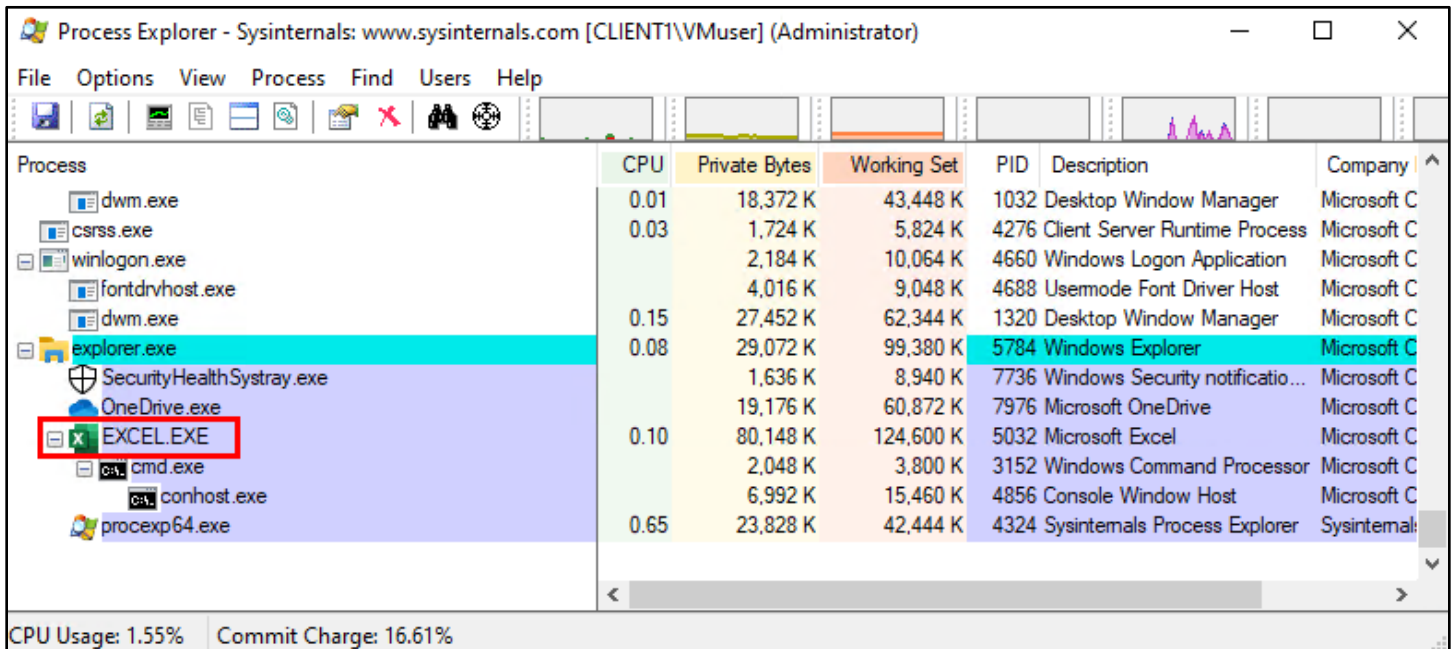 Process Explorer - Sysinternals: www.sysinternals.com [CLIENT1\VMuser] (Administrator)
File Options View Process Find Users Help
Process CPU Private Bytes Working Set PID Description Company
dwm.exe 0.01 18,372 K 43,448 K 1032 Desktop Window Manager Microsoft C
csrss.exe 0.03 1,724 K 5,824 K 4276 Client Server Runtime Process Microsoft C
winlogon.exe 2,184 K 10,064 K 4660 Windows Logon Application Microsoft C
fontdrvhost.exe 4,016 K 9,048 K 4688 Usermode Font Driver Host Microsoft C
dwm.exe 0.15 27,452 K 62,344 K 1320 Desktop Window Manager Microsoft C
explorer.exe 0.08 29,072 K 99,380 K 5784 Windows Explorer Microsoft C
SecurityHealthSystray.exe 1,636 K 8,940 K 7736 Windows Security notificatio... Microsoft C
OneDrive.exe 19,176 K 60,872 K 7976 Microsoft OneDrive Microsoft C
EXCEL.EXE 0.10 80,148 K 124,600 K 5032 Microsoft Excel Microsoft C
cmd.exe 2,048 K 3,800 K 3152 Windows Command Processor Microsoft C
conhost.exe 6,992 K 15,460 K 4856 Console Window Host Microsoft C
procexp64.exe 0.65 23,828 K 42,444 K 4324 Sysinternals Process Explorer Sysinternals
CPU Usage: 1.55% Commit Charge: 16.61%